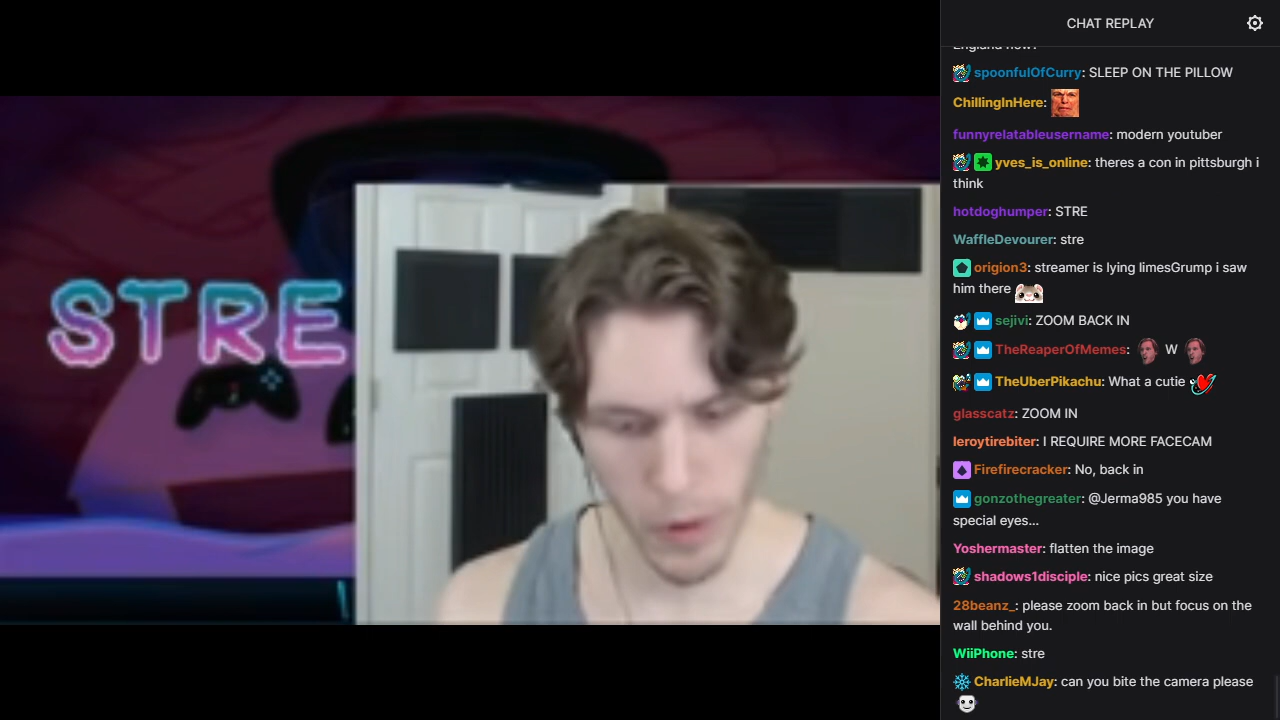 STRE
CHAT REPLAY
England now?
spoonfulOfCurry: SLEEP ON THE PILLOW
ChillingInHere:
funnyrelatableusername: modern youtuber
yves_is_online: theres a con in pittsburgh i
think
hotdoghumper: STRE
WaffleDevourer: stre
origion3: streamer is lying limesGrump i saw
him there
sejivi: ZOOM BACK IN
TheReaperOfMemes: W
TheUberPikachu: What a cutie
glasscatz: ZOOM IN
leroytirebiter: I REQUIRE MORE FACECAM
Firefirecracker: No, back in
gonzothegreater: @Jerma985 you have
special eyes...
Yoshermaster: flatten the image
shadows1disciple: nice pics great size
28beanz_: please zoom back in but focus on the
wall behind you.
WiiPhone: stre
CharlieMJay: can you bite the camera please